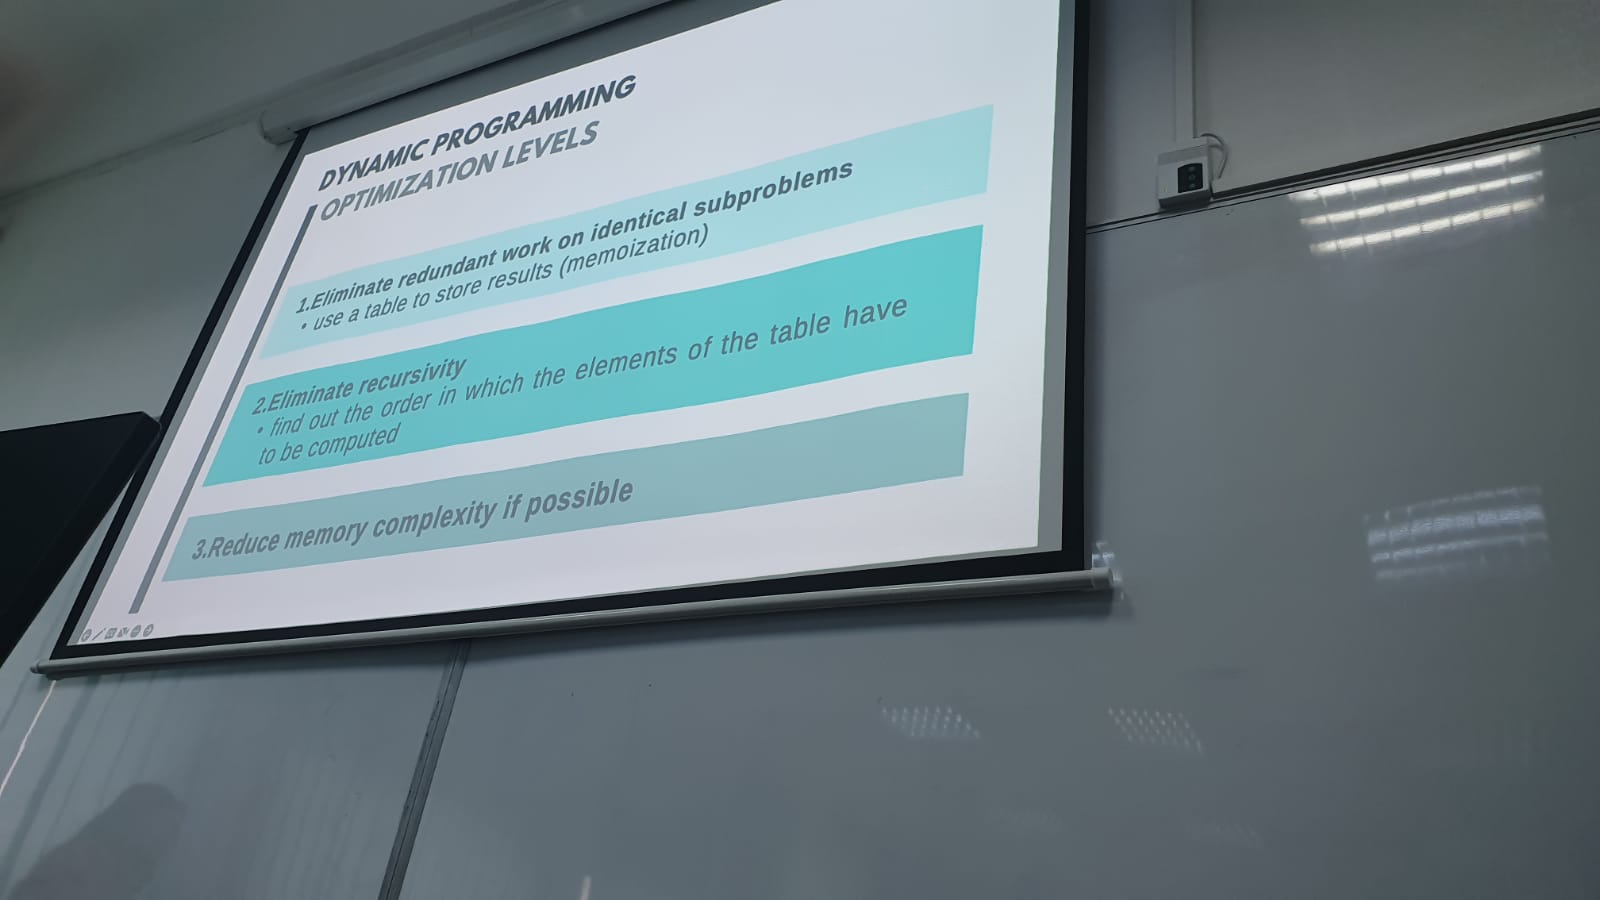 DYNAMIC PROGRAMMING
OPTIMIZATION LEVELS
1.Eliminate redundant work on identical subproblems
• use a table to store results (memoization)
2.Eliminate recursivity
• find out the order in which the elements of the table have
to be computed
3.Reduce memory complexity if possible